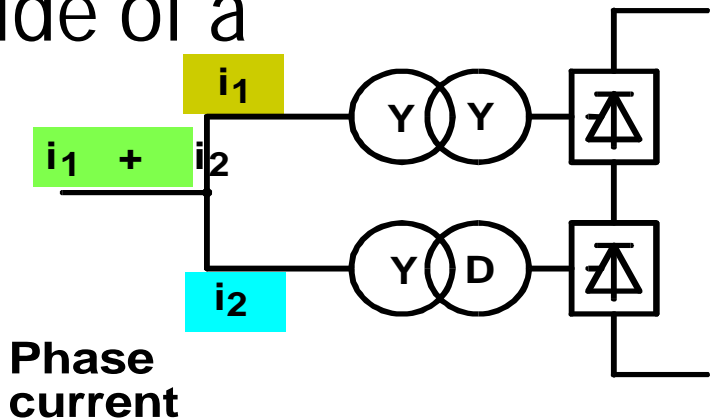 ide of a
i1
Y Y
i1 + i2
Y D
i2
Phase
current